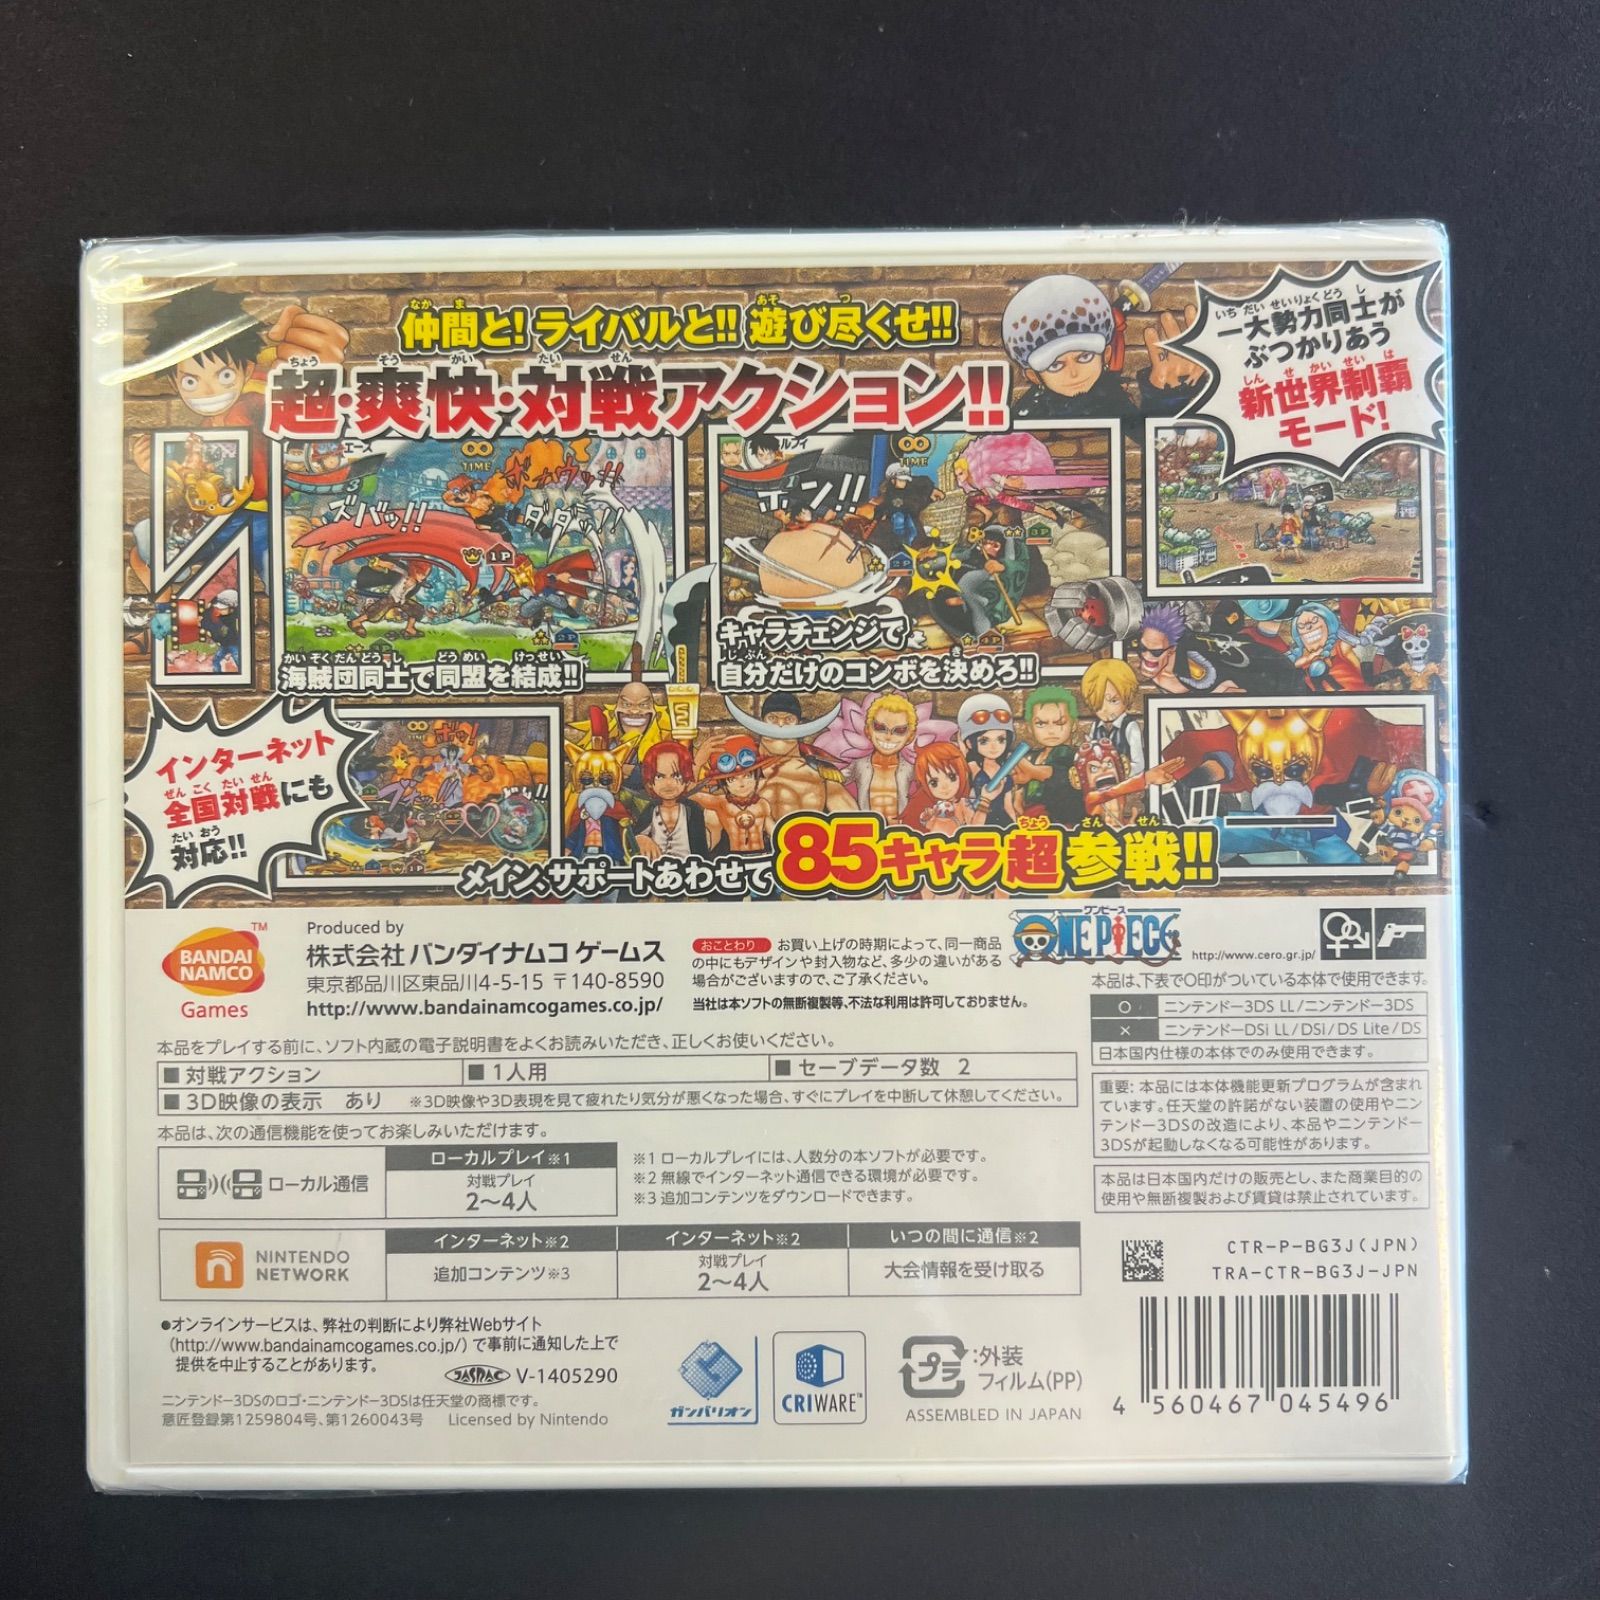 仲間と!ライバルと!!遊び尽くせ!!
超・爽快・対戦アクション!!
一大勢力同士が
ぶつかりあう
新世界制覇
モード!
エース
TIME
ズバッ!!
ボカウッ!!
ダダッ!!
1P
2P
海賊団同士で同盟を結成!!
ルフィ
TIME
ボン!!
2P
3P
4P
キャラチェンジで
自分だけのコンボを決めろ!!
インターネット
全国対戦にも
対応!!
メイン、サポートあわせて85キャラ超参戦!!
BANDAI
NAMCO
Games
TM
Produced by
株式会社 バンダイナムコ ゲームス
東京都品川区東品川4-5-15 〒140-8590
http://www.bandainamcogames.co.jp/
おことわり お買い上げの時期によって、同一商品
の中にもデザインや封入物など、多少の違いがある
場合がございますので、ご了承ください。
当社は本ソフトの無断複製等、不法な利用は許可しておりません。
ワンピース
ONE PIECE
http://www.cero.gr.jp/
本品は、下表で○印がついている本体で使用できます。
○ ニンテンドー3DS LL/ニンテンドー3DS
× ニンテンドーDSi LL/DSi/DS Lite/DS
日本国内仕様の本体でのみ使用できます。
重要: 本品には本体機能更新プログラムが含まれ
ています。任天堂の許諾がない装置の使用やニン
テンドー3DSの改造により、本品やニンテンドー
3DSが起動しなくなる可能性があります。
本品は日本国内だけの販売とし、また商業目的の
使用や無断複製および賃貸は禁止されています。
本品をプレイする前に、ソフト内蔵の電子説明書をよくお読みいただき、正しくお使いください。
■ 対戦アクション ■ 1人用 ■ セーブデータ数 2
■ 3D映像の表示 あり ※3D映像や3D表現を見て疲れたり気分が悪くなった場合、すぐにプレイを中断して休憩してください。
本品は、次の通信機能を使ってお楽しみいただけます。
ローカル通信
ローカルプレイ※1
対戦プレイ
2〜4人
※1 ローカルプレイには、人数分の本ソフトが必要です。
※2 無線でインターネット通信できる環境が必要です。
※3 追加コンテンツをダウンロードできます。
NINTENDO
NETWORK
インターネット※2
追加コンテンツ※3
インターネット※2
対戦プレイ
2〜4人
いつの間に通信※2
大会情報を受け取る
CTR-P-BG3J(JPN)
TRA-CTR-BG3J-JPN
●オンラインサービスは、弊社の判断により弊社Webサイト
(http://www.bandainamcogames.co.jp/)で事前に通知した上で
提供を中止することがあります。
JASRAC V-1405290
ニンテンドー3DSのロゴ・ニンテンドー3DSは任天堂の商標です。
意匠登録第1259804号、第1260043号 Licensed by Nintendo
ガンバリオン
CRIWARE™
プラ :外装
フィルム(PP)
ASSEMBLED IN JAPAN
4 560467 045496